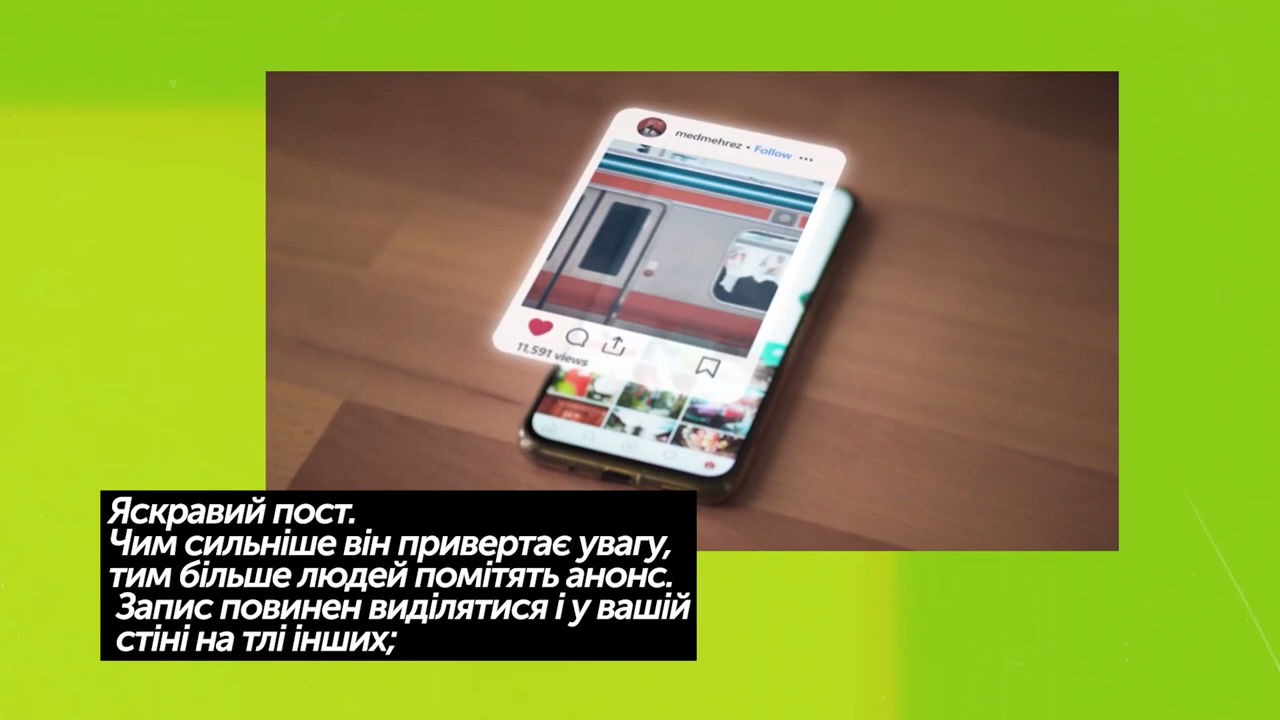 medmehrez • Follow •••
11,591 views
Яскравий пост.
Чим сильніше він привертає увагу,
тим більше людей помітять анонс.
Запис повинен виділятися і у вашій
стіні на тлі інших;